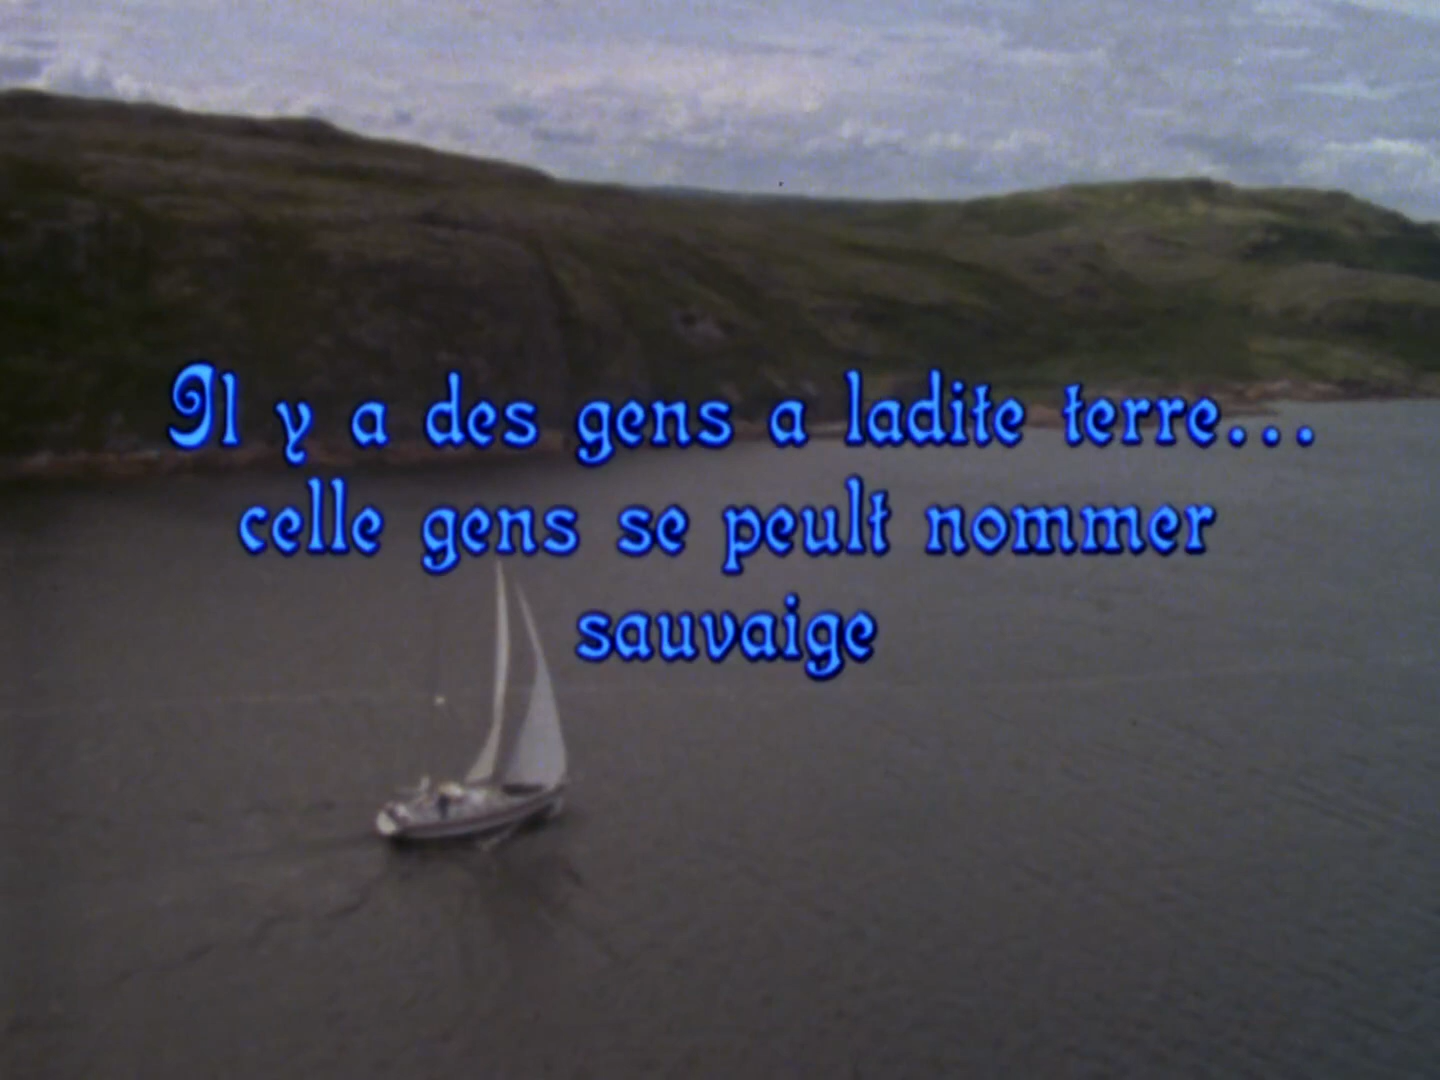 Il y a des gens a ladite terre...
celle gens se peult nommer
sauvaige